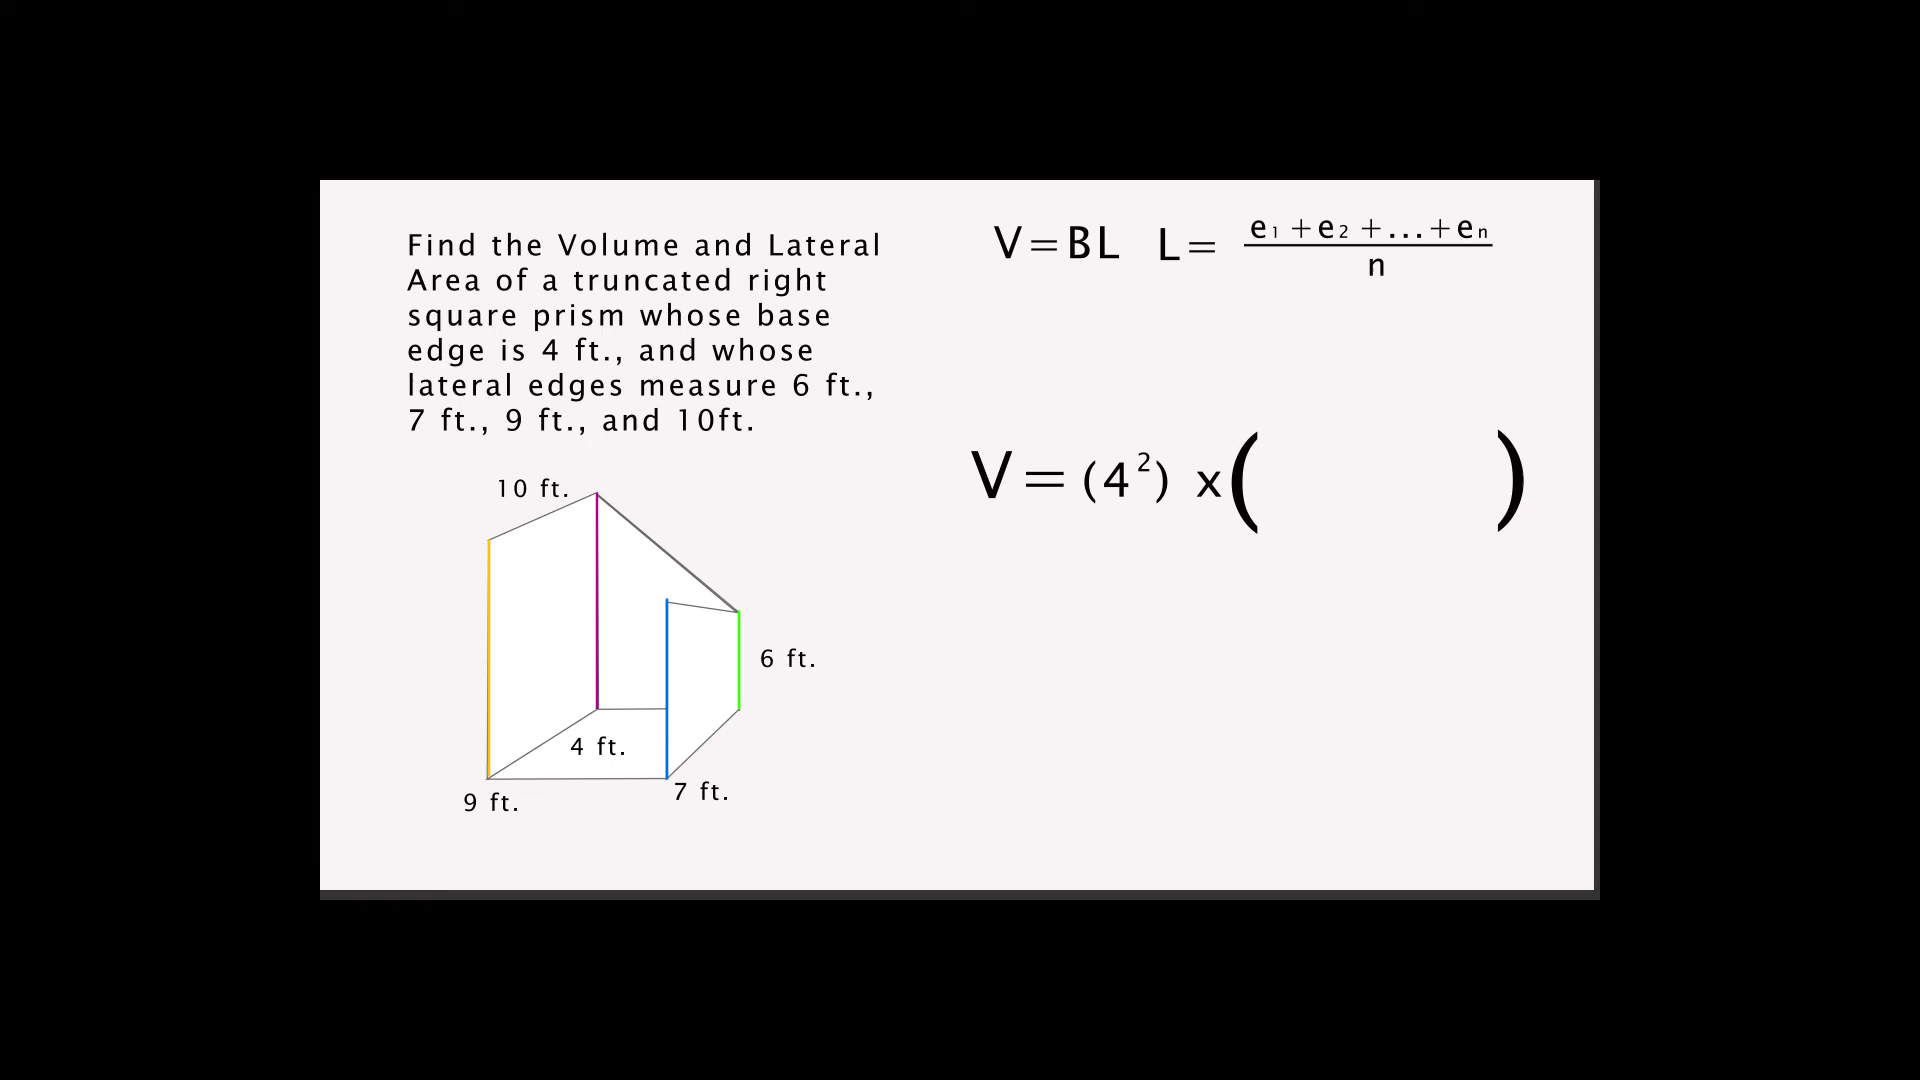 Find the Volume and Lateral
Area of a truncated right
square prism whose base
edge is 4 ft., and whose
lateral edges measure 6 ft.,
7 ft., 9 ft., and 10ft.
V=BL L= e₁ +e₂ +...+eₙ
n
V=(4²) x( )
10 ft.
6 ft.
4 ft.
7 ft.
9 ft.